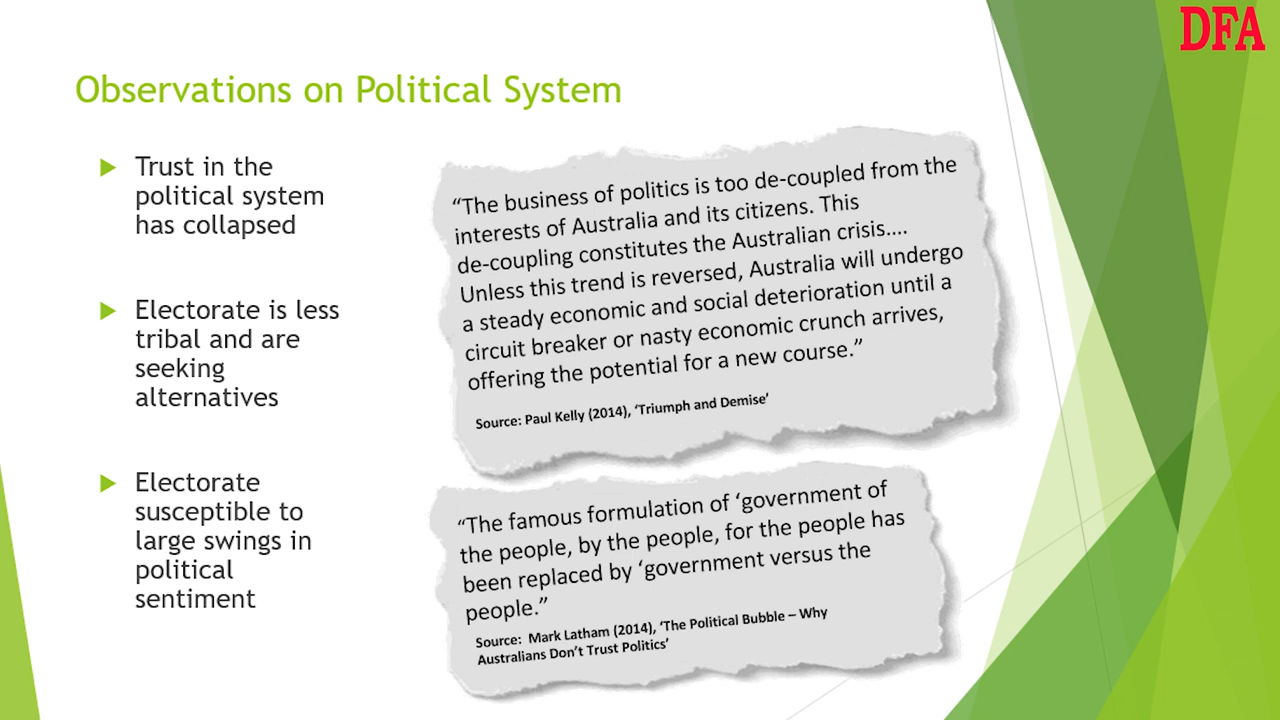 DFA
Observations on Political System
Trust in the
political system
has collapsed
Electorate is less
tribal and are
seeking
alternatives
Electorate
susceptible to
large swings in
political
sentiment
“The business of politics is too de-coupled from the
interests of Australia and its citizens. This
de-coupling constitutes the Australian crisis....
Unless this trend is reversed, Australia will undergo
a steady economic and social deterioration until a
circuit breaker or nasty economic crunch arrives,
offering the potential for a new course.”
Source: Paul Kelly (2014), ‘Triumph and Demise’
“The famous formulation of ‘government of
the people, by the people, for the people has
been replaced by ‘government versus the
people.”
Source: Mark Latham (2014), ‘The Political Bubble – Why
Australians Don’t Trust Politics’